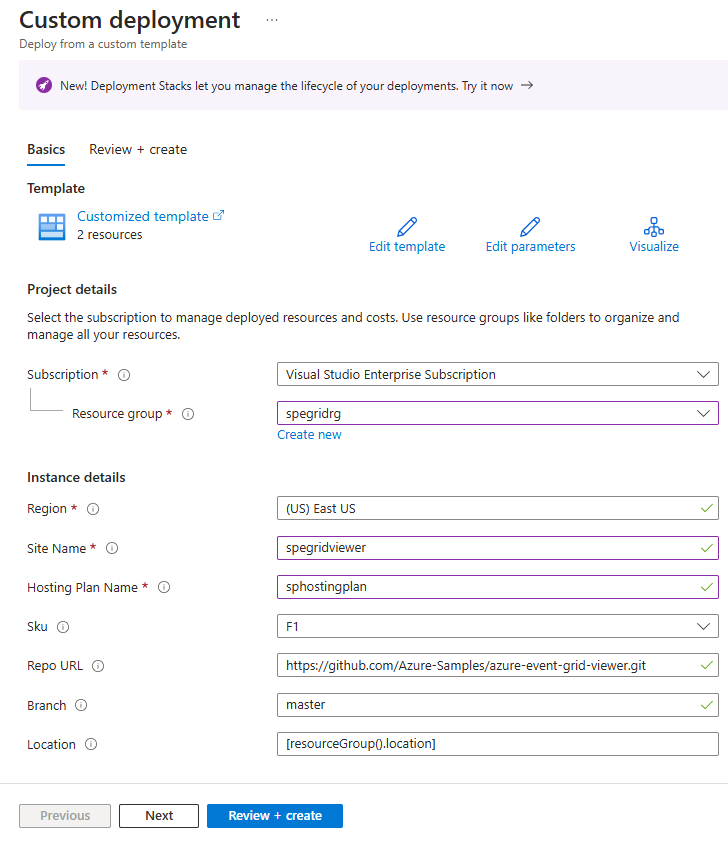 Custom deployment ...
Deploy from a custom template
New! Deployment Stacks let you manage the lifecycle of your deployments. Try it now →
Basics Review + create
Template
Customized template
2 resources
Edit template Edit parameters Visualize
Project details
Select the subscription to manage deployed resources and costs. Use resource groups like folders to organize and
manage all your resources.
Subscription * Visual Studio Enterprise Subscription
Resource group * spegridrg
Create new
Instance details
Region * (US) East US
Site Name * spegridviewer
Hosting Plan Name * sphostingplan
Sku F1
Repo URL https://github.com/Azure-Samples/azure-event-grid-viewer.git
Branch master
Location [resourceGroup().location]
Previous Next Review + create